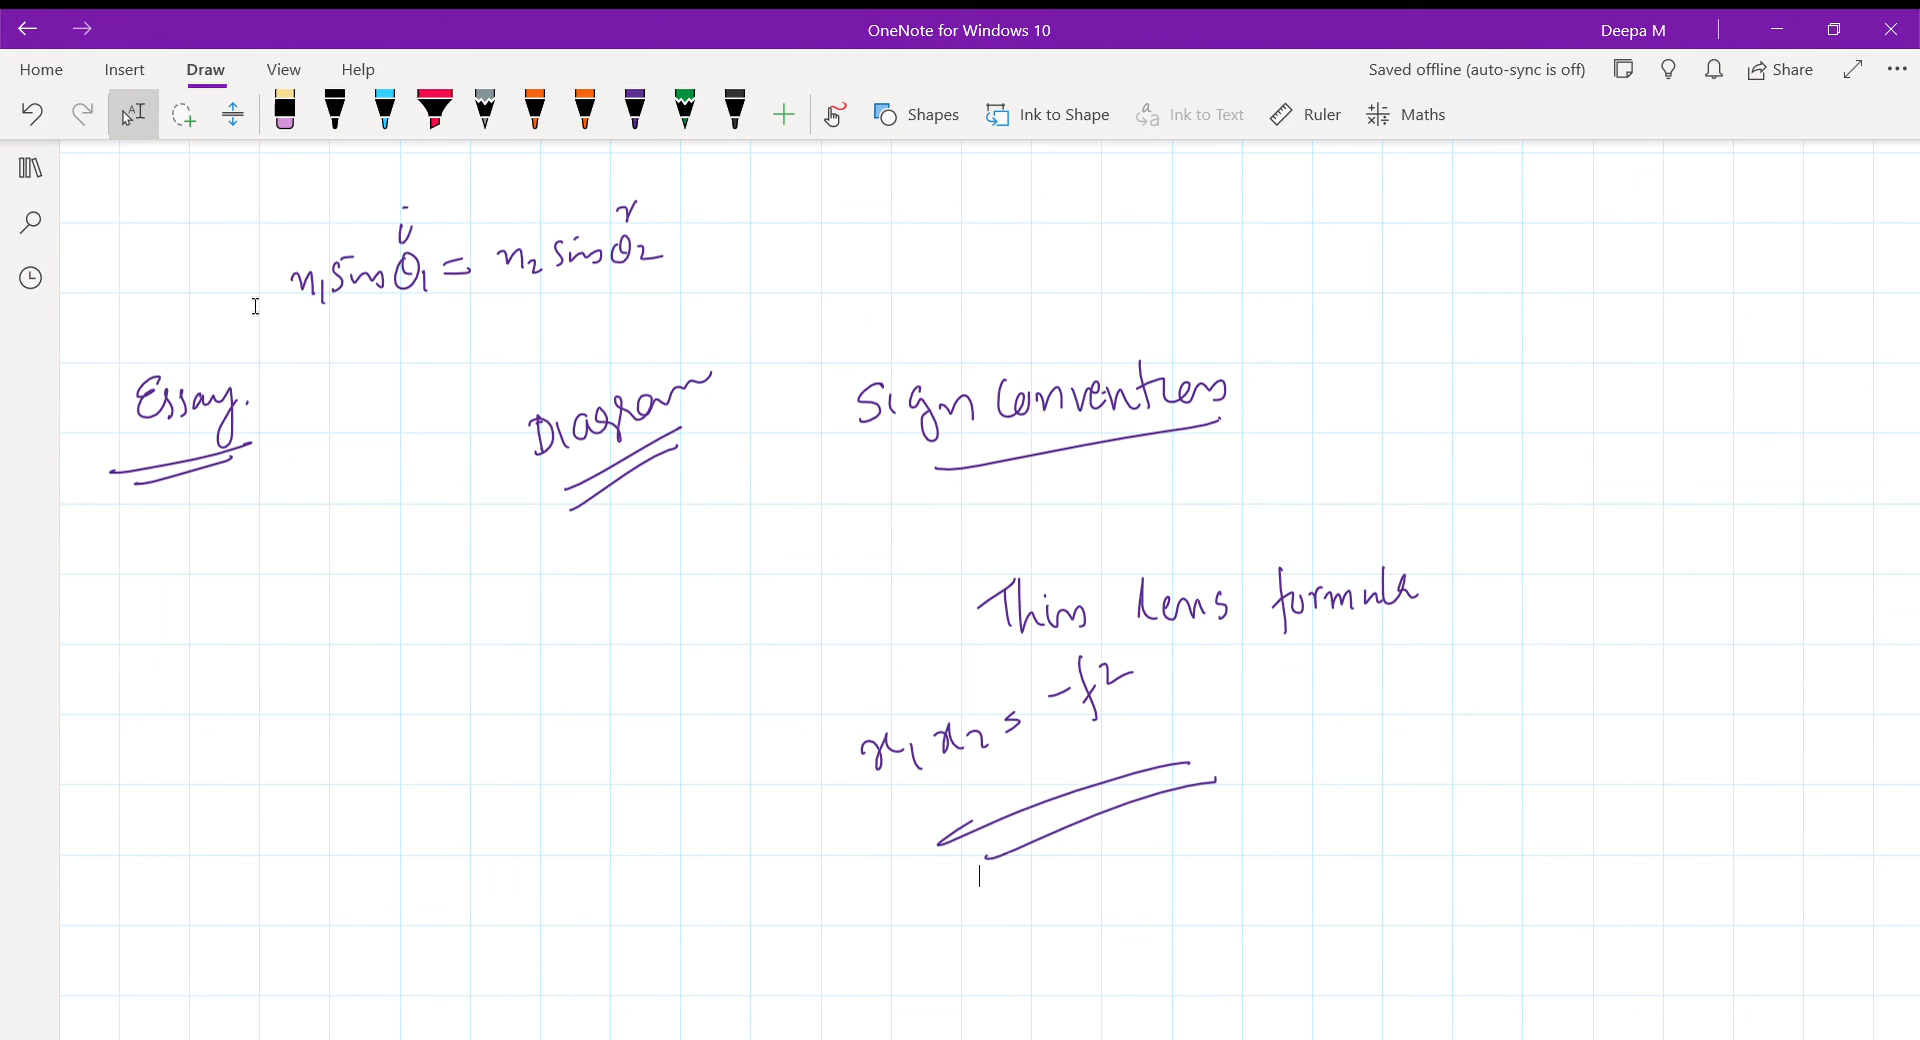 OneNote for Windows 10
Deepa M
Home Insert Draw View Help
Saved offline (auto-sync is off)
Share
Shapes
Ink to Shape
Ink to Text
Ruler
Maths
i r
n₁ sin θ₁ = n₂ sin θ₂
Essay.
Diagram
Sign Conventions
Thin lens formula
x₁ x₂ = -f²